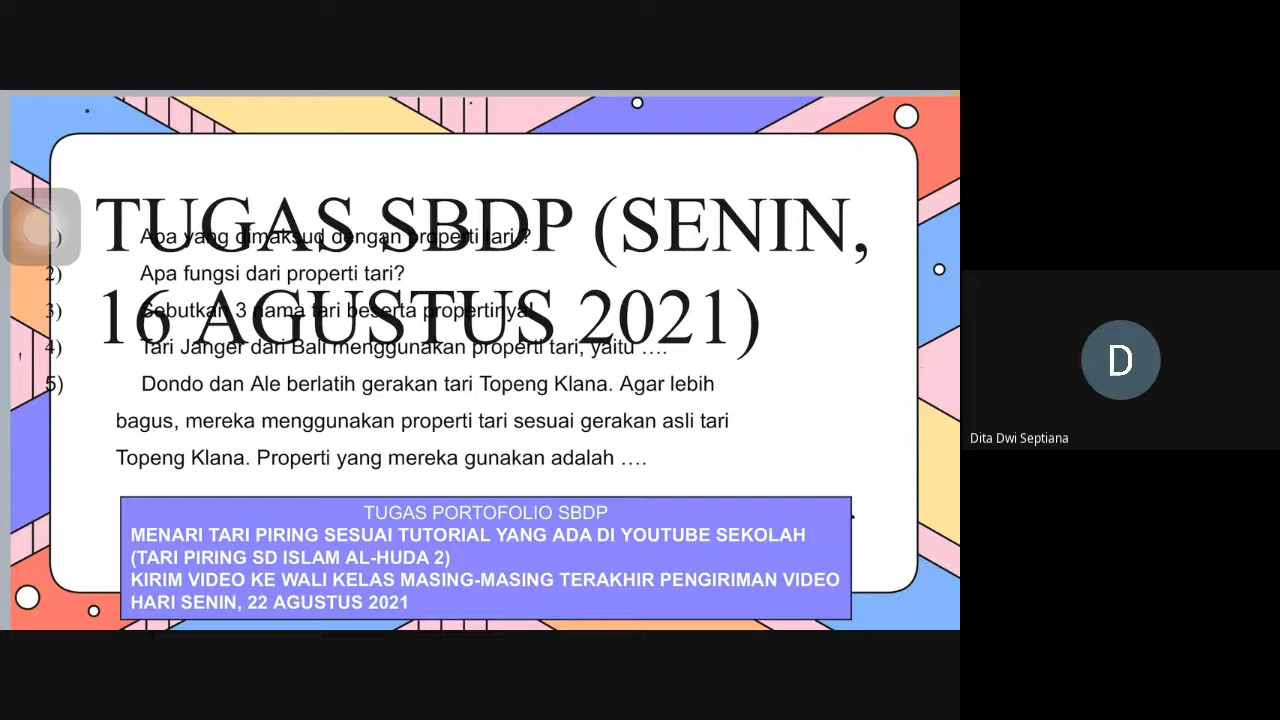 TUGAS SBDP (SENIN,
16 AGUSTUS 2021)
1) Apa yang dimaksud dengan properti tari ?
2) Apa fungsi dari properti tari?
3) Sebutkan 3 nama tari beserta propertinya!
4) Tari Janger dari Bali menggunakan properti tari, yaitu ….
5) Dondo dan Ale berlatih gerakan tari Topeng Klana. Agar lebih
bagus, mereka menggunakan properti tari sesuai gerakan asli tari
Topeng Klana. Properti yang mereka gunakan adalah ….
TUGAS PORTOFOLIO SBDP
MENARI TARI PIRING SESUAI TUTORIAL YANG ADA DI YOUTUBE SEKOLAH
(TARI PIRING SD ISLAM AL-HUDA 2)
KIRIM VIDEO KE WALI KELAS MASING-MASING TERAKHIR PENGIRIMAN VIDEO
HARI SENIN, 22 AGUSTUS 2021
D
Dita Dwi Septiana